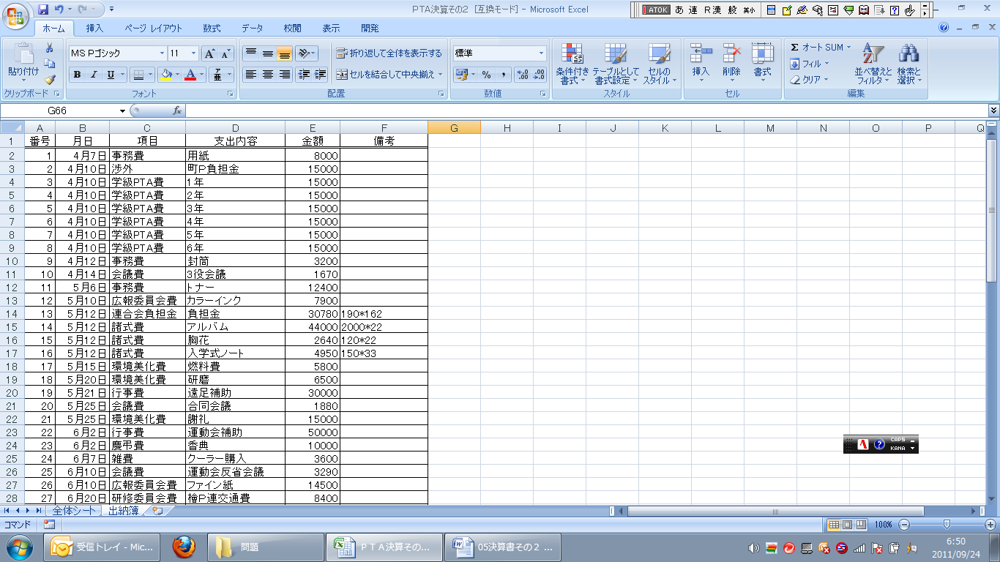 PTA決算その2 [互換モード] - Microsoft Excel
ATOK あ 連 R漢 般 英小
ホーム 挿入 ページ レイアウト 数式 データ 校閲 表示 開発
MS Pゴシック 11 折り返して全体を表示する 標準 オート SUM
貼り付け B I U 亜 セルを結合して中央揃え % 条件付き書式 テーブルとして書式設定 セルのスタイル 挿入 削除 書式 フィル クリア 並べ替えとフィルタ 検索と選択
クリップボード フォント 配置 数値 スタイル セル 編集
G66 fx
A B C D E F G H I J K L M N O P Q
1 番号 月日 項目 支出内容 金額 備考
2 1 4月7日 事務費 用紙 8000
3 2 4月10日 渉外 町P負担金 15000
4 3 4月10日 学級PTA費 1年 15000
5 4 4月10日 学級PTA費 2年 15000
6 5 4月10日 学級PTA費 3年 15000
7 6 4月10日 学級PTA費 4年 15000
8 7 4月10日 学級PTA費 5年 15000
9 8 4月10日 学級PTA費 6年 15000
10 9 4月12日 事務費 封筒 3200
11 10 4月14日 会議費 3役会議 1670
12 11 5月6日 事務費 トナー 12400
13 12 5月10日 広報委員会費 カラーインク 7900
14 13 5月12日 連合会負担金 負担金 30780 190*162
15 14 5月12日 諸式費 アルバム 44000 2000*22
16 15 5月12日 諸式費 胸花 2640 120*22
17 16 5月12日 諸式費 入学式ノート 4950 150*33
18 17 5月15日 環境美化費 燃料費 5800
19 18 5月20日 環境美化費 研磨 6500
20 19 5月21日 行事費 遠足補助 30000
21 20 5月25日 会議費 合同会議 1880
22 21 5月25日 環境美化費 謝礼 15000
23 22 6月2日 行事費 運動会補助 50000
24 23 6月2日 慶弔費 香典 10000
25 24 6月7日 雑費 クーラー購入 3600
26 25 6月10日 会議費 運動会反省会議 3290
27 26 6月10日 広報委員会費 ファイン紙 14500
28 27 6月20日 研修委員会費 檜P連交通費 8400
CAPS
KANA
全体シート 出納簿
コマンド 100%
受信トレイ - Mic... 問題 PTA決算その... 05決算書その2 ... 6:50
2011/09/24